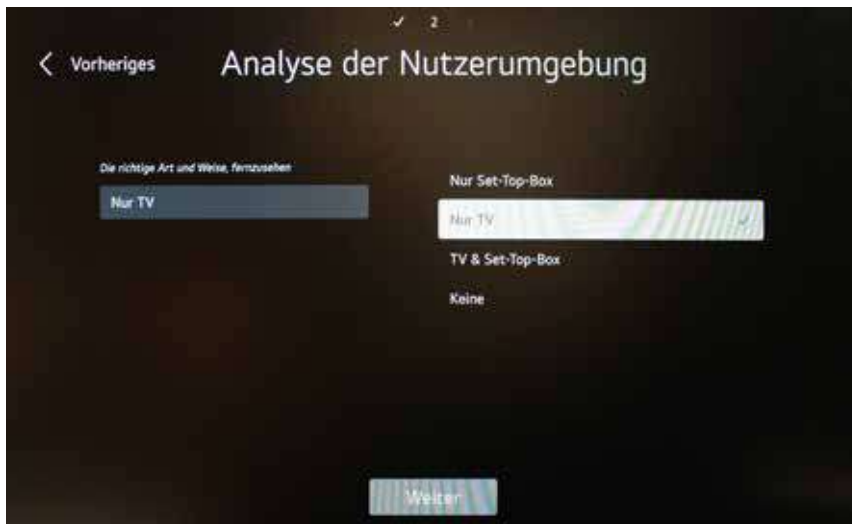 2
Vorheriges
Analyse der Nutzerumgebung
Die richtige Art und Weise, fernzusehen
Nur TV
Nur Set-Top-Box
Nur TV
TV & Set-Top-Box
Keine
Weiter